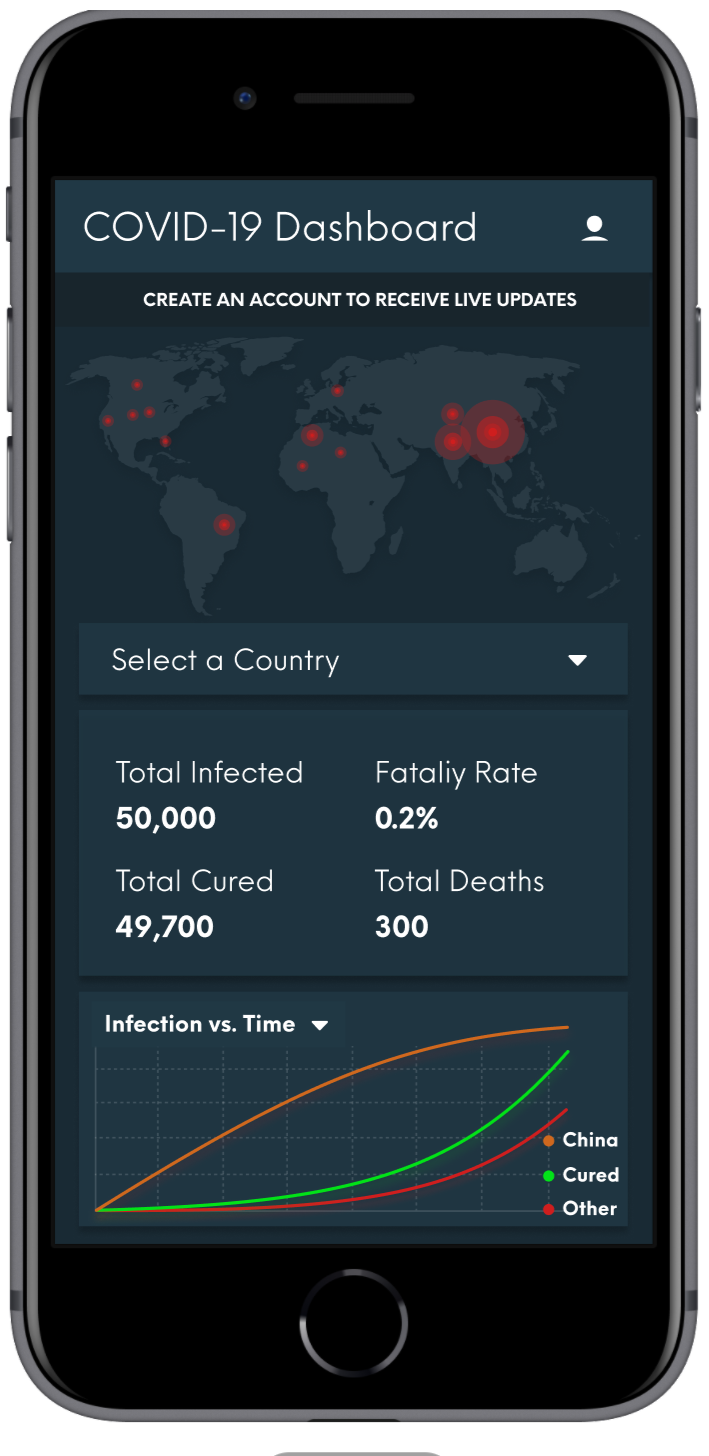 COVID-19 Dashboard
CREATE AN ACCOUNT TO RECEIVE LIVE UPDATES
Select a Country
Total Infected
50,000
Fataliy Rate
0.2%
Total Cured
49,700
Total Deaths
300
Infection vs. Time
China
Cured
Other